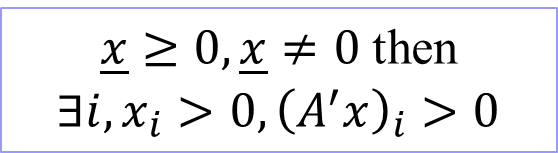 x̲ ≥ 0, x̲ ≠ 0 then
∃i, xᵢ > 0, (A′x)ᵢ > 0